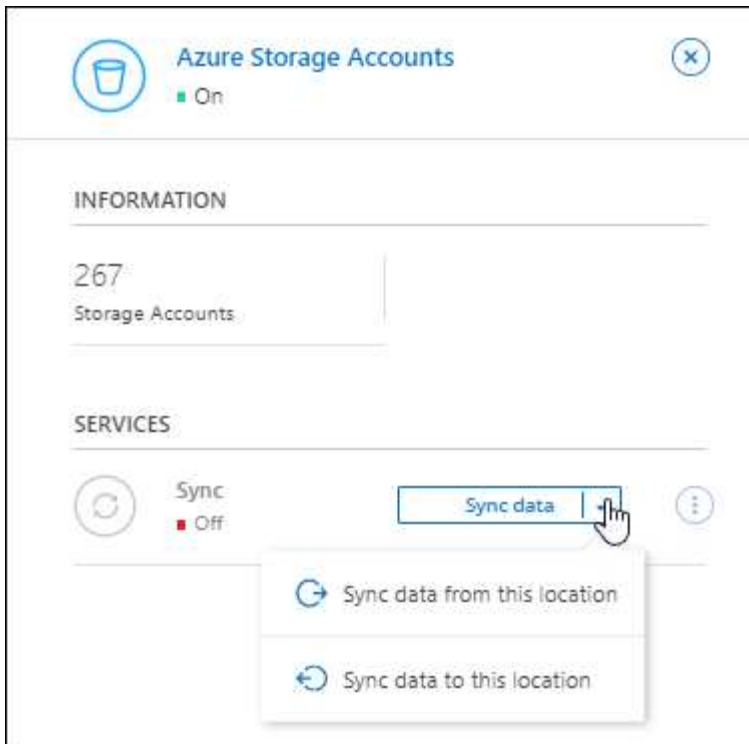 Azure Storage Accounts
On
INFORMATION
267
Storage Accounts
SERVICES
Sync
Off
Sync data
Sync data from this location
Sync data to this location